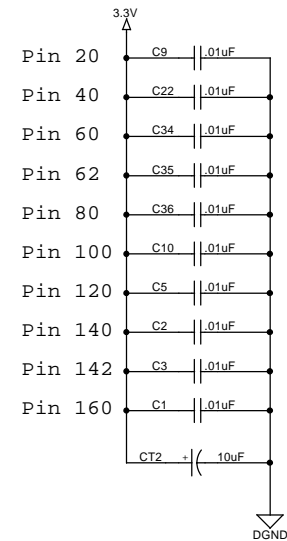 3.3V
Pin 20 C9 .01uF
Pin 40 C22 .01uF
Pin 60 C34 .01uF
Pin 62 C35 .01uF
Pin 80 C36 .01uF
Pin 100 C10 .01uF
Pin 120 C5 .01uF
Pin 140 C2 .01uF
Pin 142 C3 .01uF
Pin 160 C1 .01uF
CT2 + 10uF
DGND